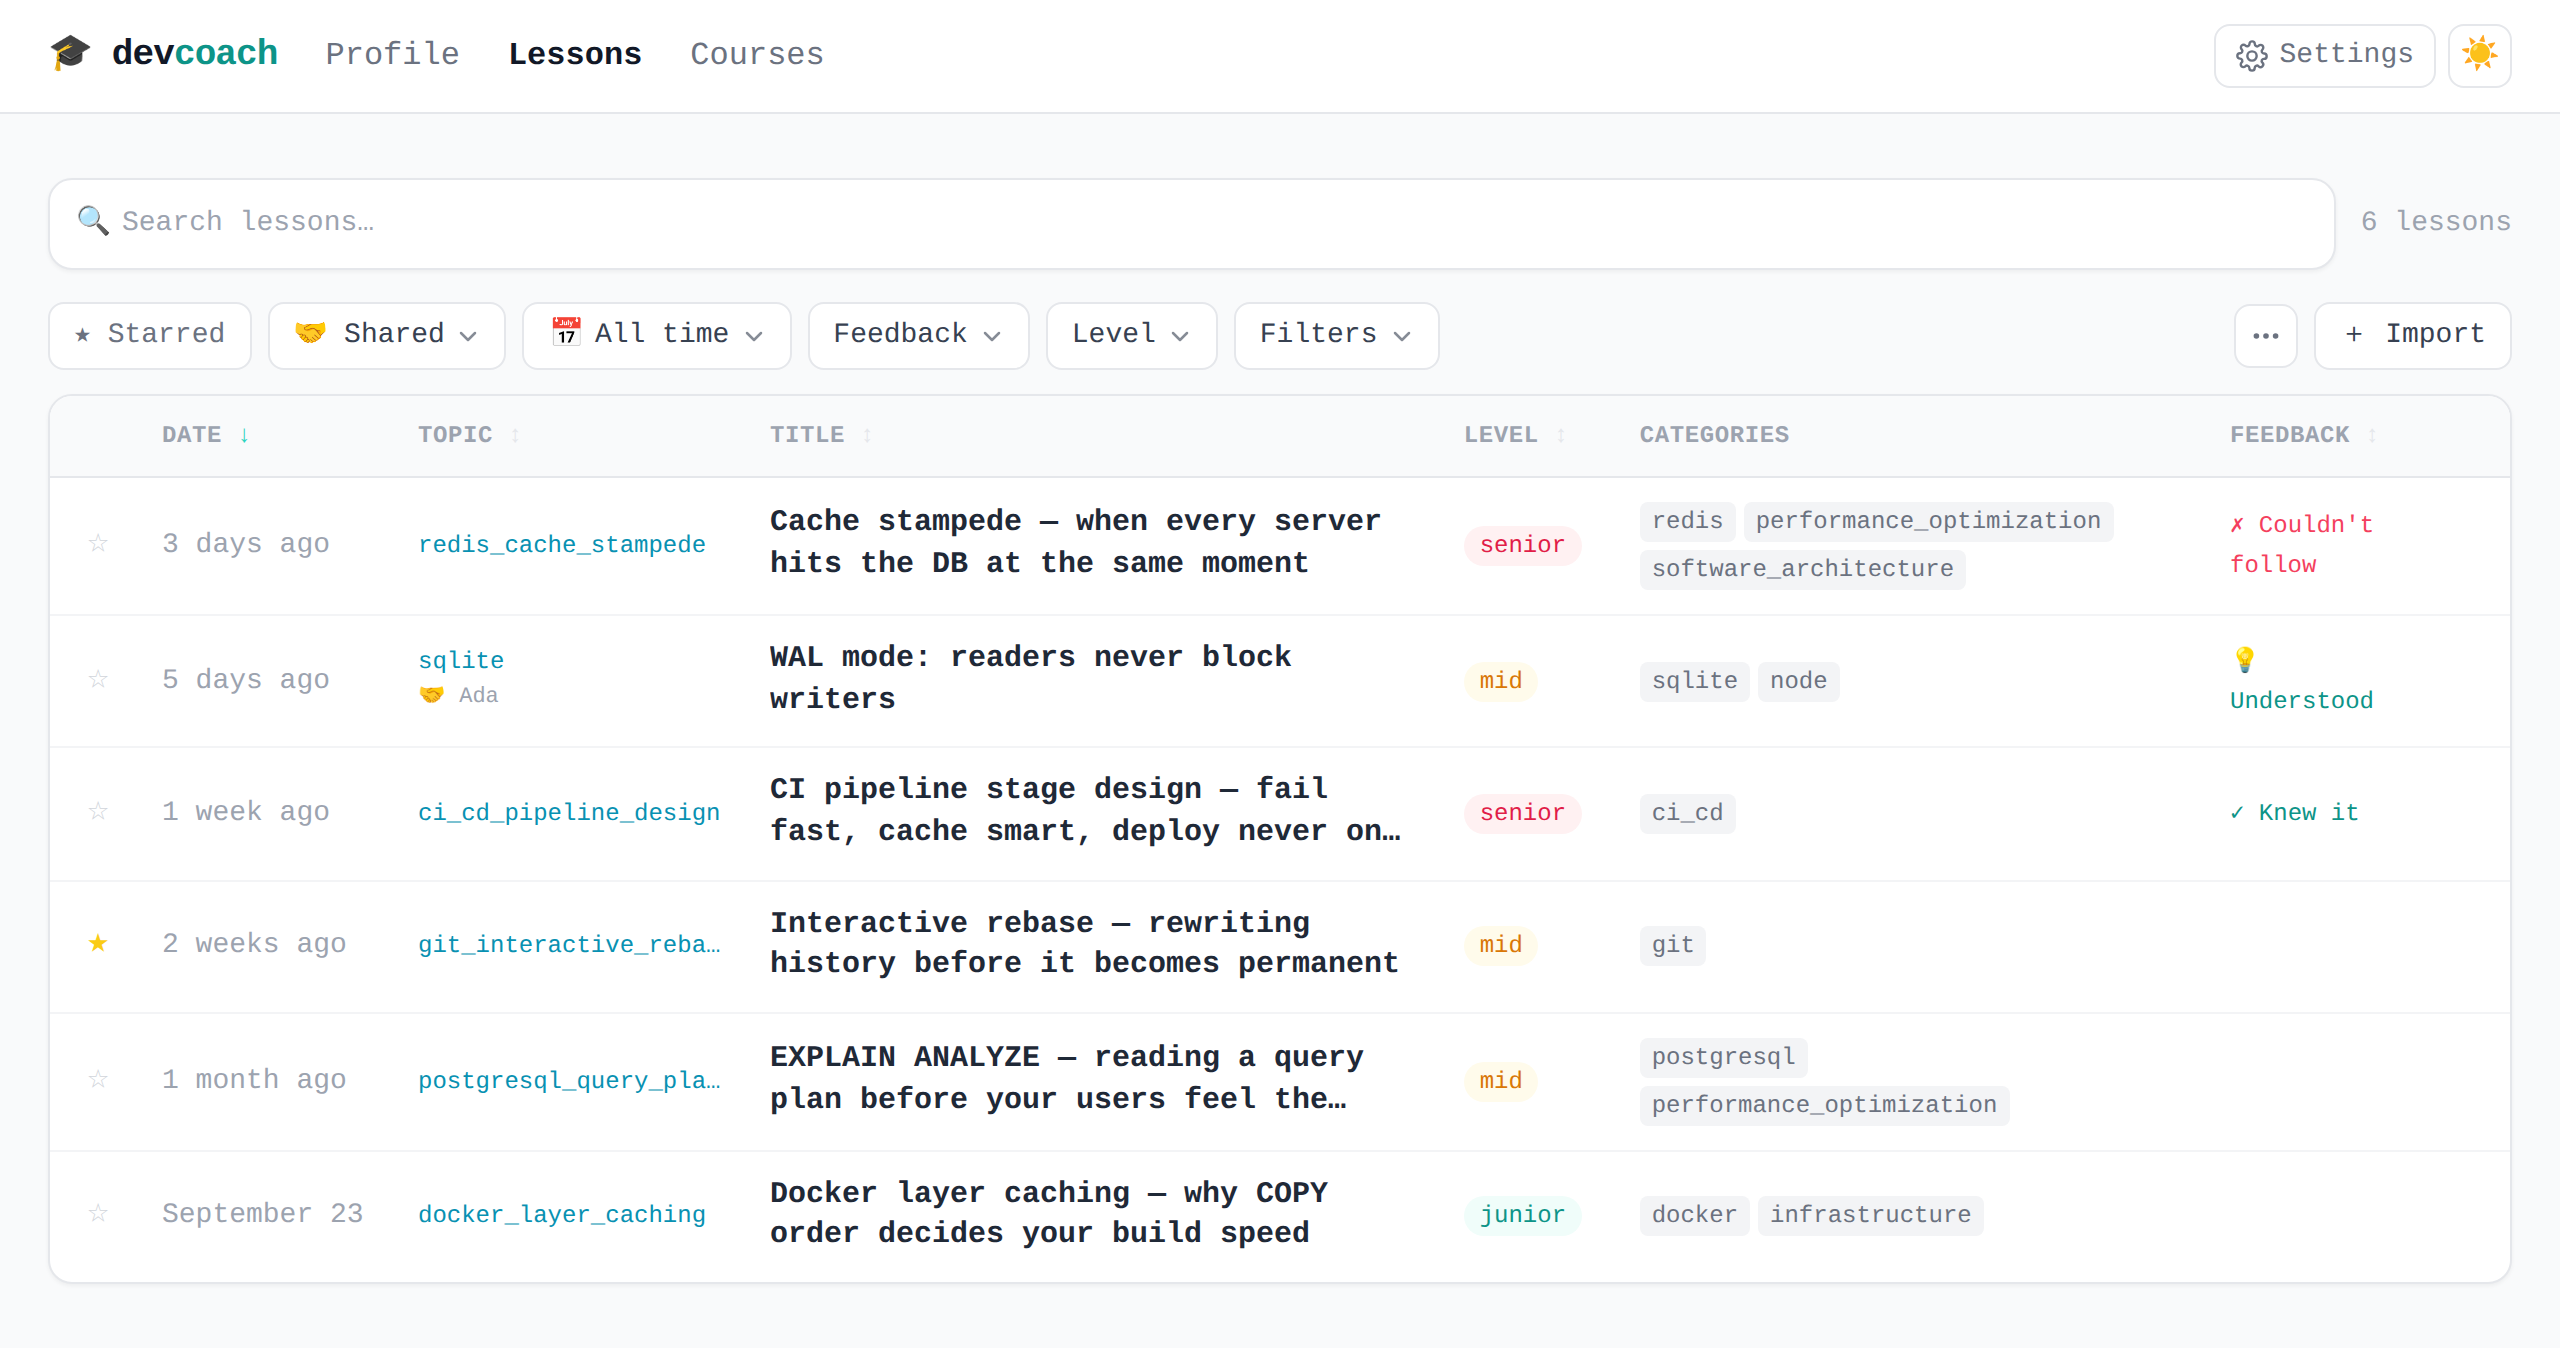 🎓 devcoach Profile Lessons Courses Settings ☀️
🔍 Search lessons… 6 lessons
★ Starred 🤝 Shared 📅 All time Feedback Level Filters ••• + Import
DATE ↓ TOPIC ↕ TITLE ↕ LEVEL ↕ CATEGORIES FEEDBACK ↕
☆ 3 days ago redis_cache_stampede Cache stampede — when every server senior redis performance_optimization ✗ Couldn't
hits the DB at the same moment software_architecture follow
☆ 5 days ago sqlite WAL mode: readers never block mid sqlite node 💡
🤝 Ada writers Understood
☆ 1 week ago ci_cd_pipeline_design CI pipeline stage design — fail senior ci_cd ✓ Knew it
fast, cache smart, deploy never on…
★ 2 weeks ago git_interactive_reba… Interactive rebase — rewriting mid git
history before it becomes permanent
☆ 1 month ago postgresql_query_pla… EXPLAIN ANALYZE — reading a query mid postgresql
plan before your users feel the… performance_optimization
☆ September 23 docker_layer_caching Docker layer caching — why COPY junior docker infrastructure
order decides your build speed